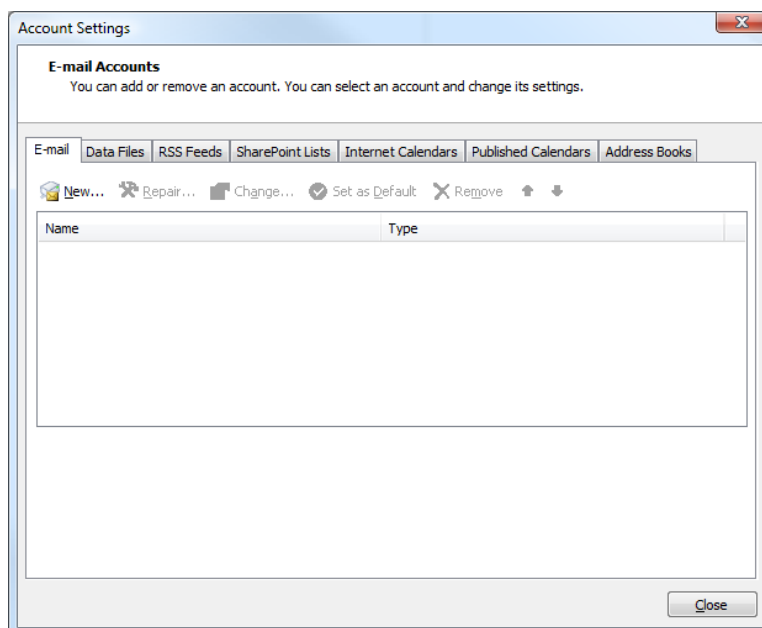 Account Settings
E-mail Accounts
You can add or remove an account. You can select an account and change its settings.
E-mail Data Files RSS Feeds SharePoint Lists Internet Calendars Published Calendars Address Books
New... Repair... Change... Set as Default Remove
Name Type
Close